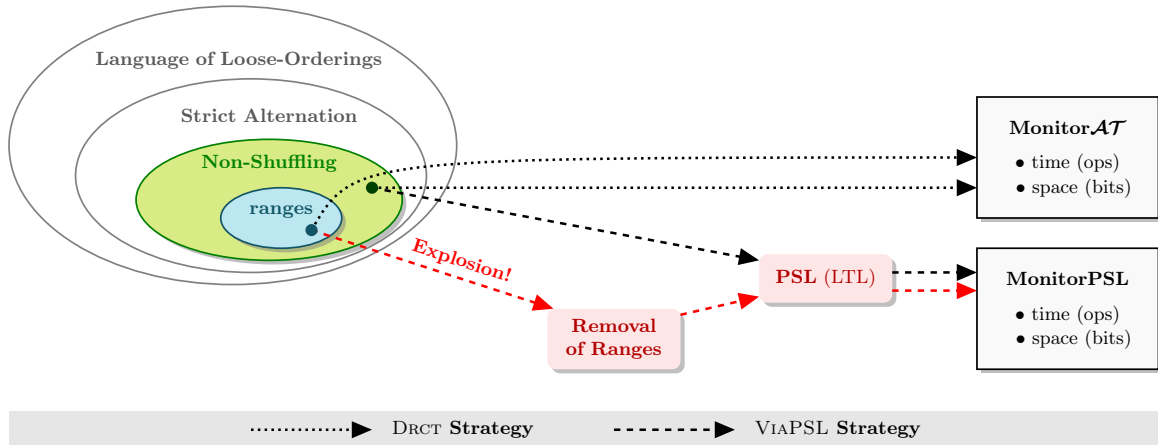 Language of Loose-Orderings
Strict Alternation
Non-Shuffling
ranges
Explosion!
Removal
of Ranges
PSL (LTL)
Monitor𝒜𝒯
• time (ops)
• space (bits)
MonitorPSL
• time (ops)
• space (bits)
DRCT Strategy
VIAPSL Strategy